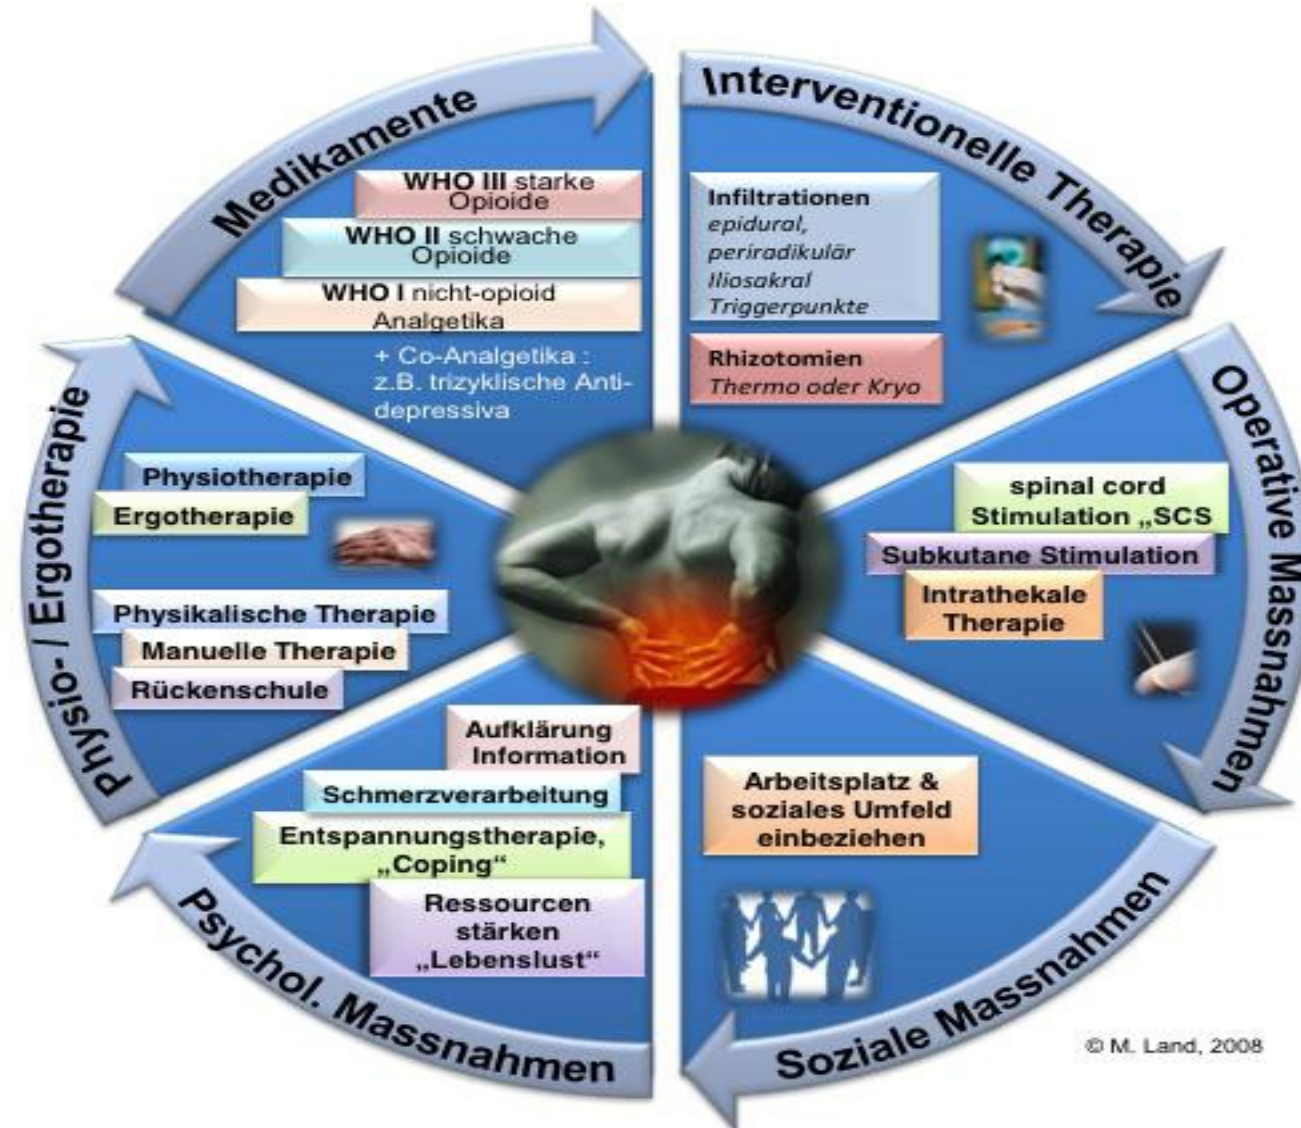 Medikamente
WHO III starke
Opioide
WHO II schwache
Opioide
WHO I nicht-opioid
Analgetika
+ Co-Analgetika :
z.B. trizyklische Anti-
depressiva
Interventionelle Therapie
Infiltrationen
epidural,
periradikulär
Iliosakral
Triggerpunkte
Rhizotomien
Thermo oder Kryo
Operative Massnahmen
spinal cord
Stimulation „SCS
Subkutane Stimulation
Intrathekale
Therapie
Soziale Massnahmen
Arbeitsplatz &
soziales Umfeld
einbeziehen
Psychol. Massnahmen
Aufklärung
Information
Schmerzverarbeitung
Entspannungstherapie,
„Coping“
Ressourcen
stärken
„Lebenslust“
Physio- / Ergotherapie
Physiotherapie
Ergotherapie
Physikalische Therapie
Manuelle Therapie
Rückenschule
© M. Land, 2008